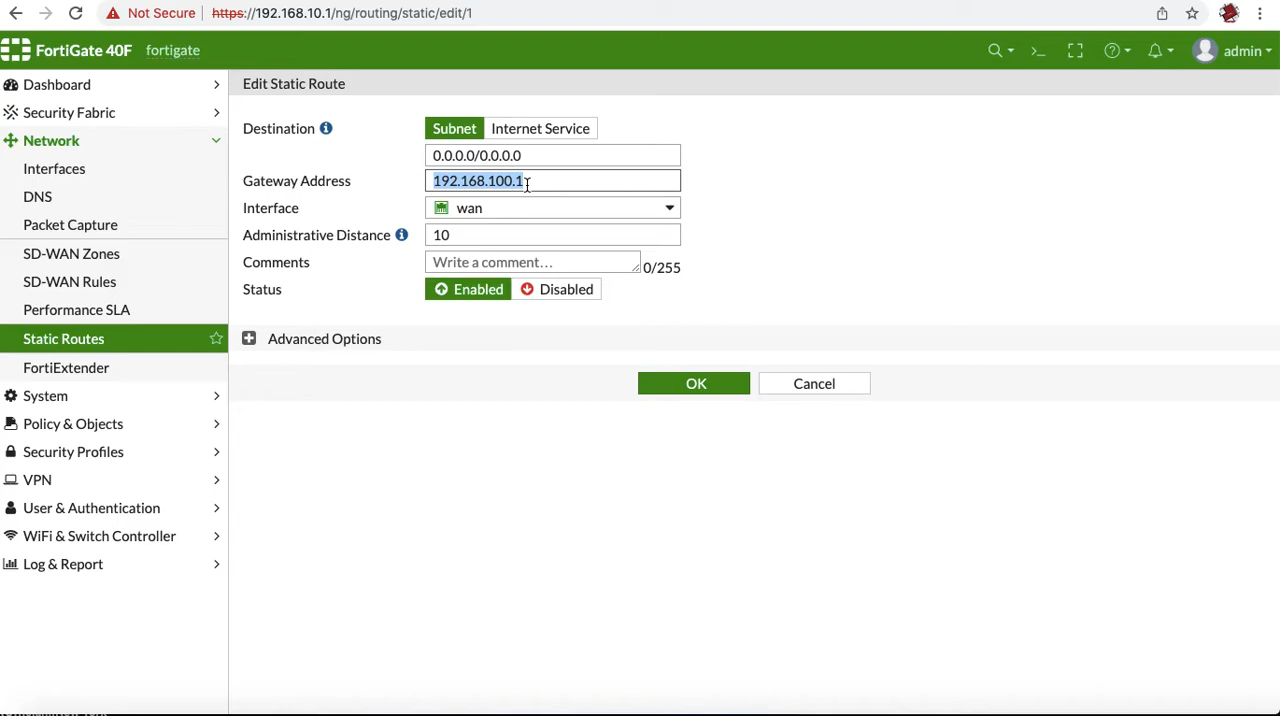 Not Secure | https://192.168.10.1/ng/routing/static/edit/1
FortiGate 40F fortigate
admin
Dashboard
Security Fabric
Network
Interfaces
DNS
Packet Capture
SD-WAN Zones
SD-WAN Rules
Performance SLA
Static Routes
FortiExtender
System
Policy & Objects
Security Profiles
VPN
User & Authentication
WiFi & Switch Controller
Log & Report
Edit Static Route
Destination Subnet Internet Service
0.0.0.0/0.0.0.0
Gateway Address 192.168.100.1
Interface wan
Administrative Distance 10
Comments Write a comment... 0/255
Status Enabled Disabled
Advanced Options
OK Cancel